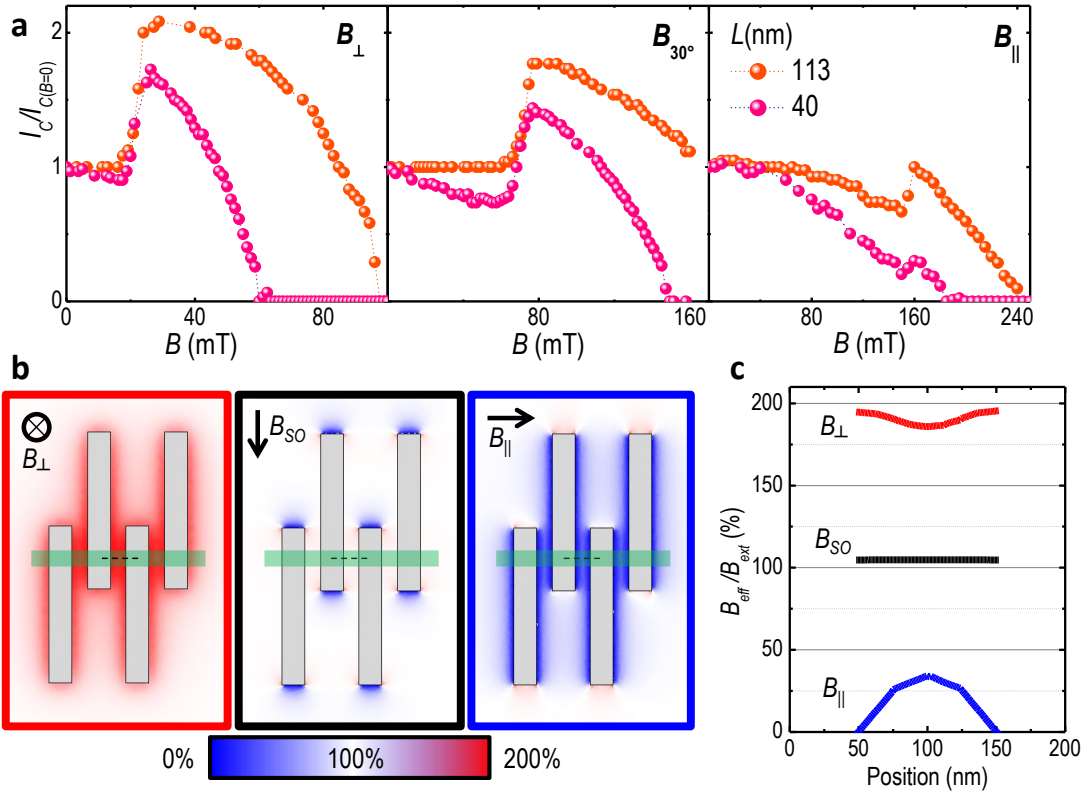 a
I_C/I_C(B=0)
2
1
0
B⊥
B30°
L(nm)
113
40
B||
0 40 80
80 160
0 80 160 240
B (mT)
B (mT)
B (mT)
b
B⊥
B_SO
B||
0% 100% 200%
c
B_eff/B_ext (%)
200
150
100
50
0
B⊥
B_SO
B||
0 50 100 150 200
Position (nm)